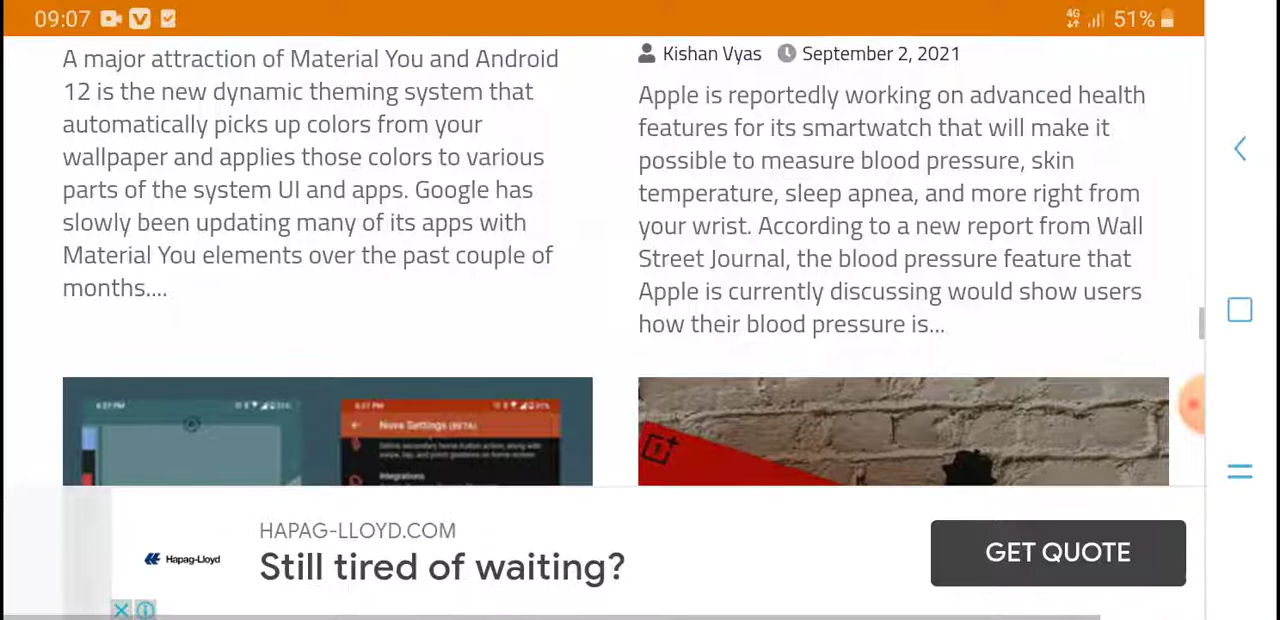 09:07
4G 51%
A major attraction of Material You and Android
12 is the new dynamic theming system that
automatically picks up colors from your
wallpaper and applies those colors to various
parts of the system UI and apps. Google has
slowly been updating many of its apps with
Material You elements over the past couple of
months....
Kishan Vyas September 2, 2021
Apple is reportedly working on advanced health
features for its smartwatch that will make it
possible to measure blood pressure, skin
temperature, sleep apnea, and more right from
your wrist. According to a new report from Wall
Street Journal, the blood pressure feature that
Apple is currently discussing would show users
how their blood pressure is...
Nova Settings (BETA)
Integrations
HAPAG-LLOYD.COM
Hapag-Lloyd
Still tired of waiting?
GET QUOTE